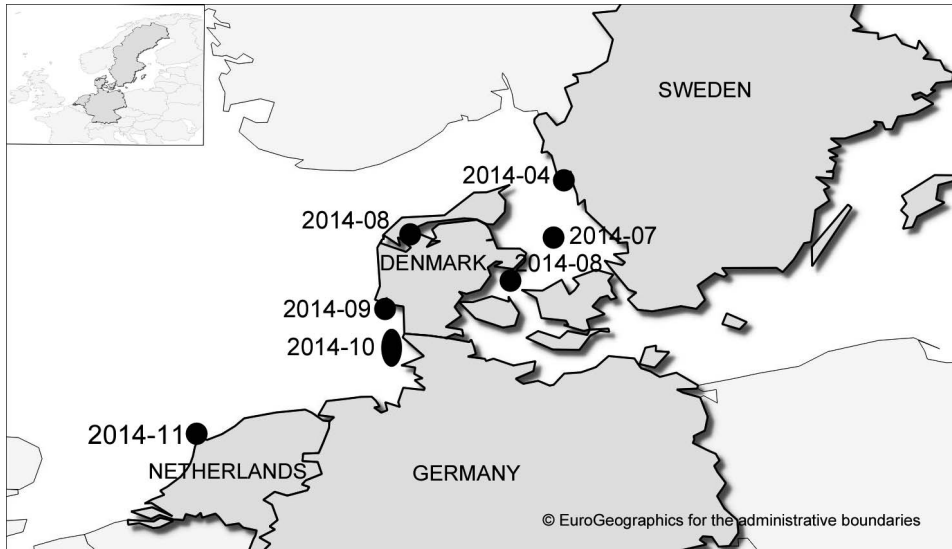 SWEDEN
2014-04
2014-08
2014-07
2014-08
DENMARK
2014-09
2014-10
2014-11
NETHERLANDS
GERMANY
© EuroGeographics for the administrative boundaries